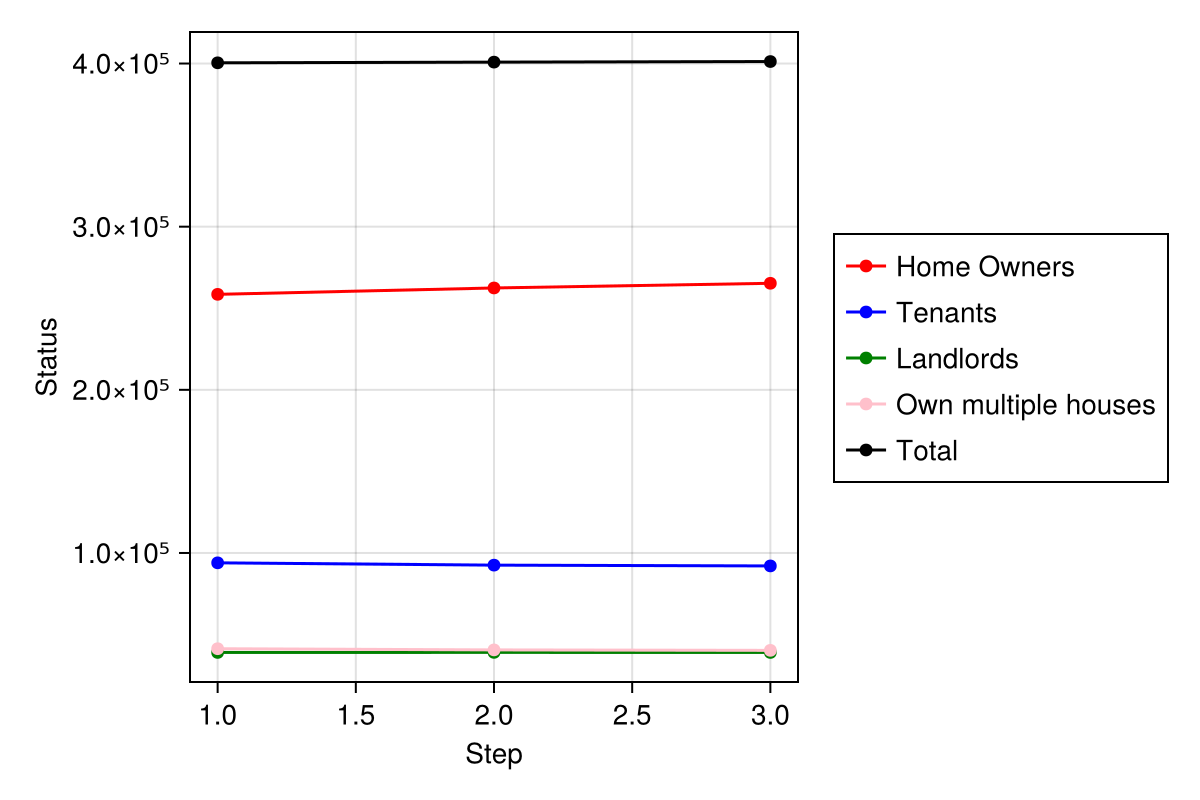 4.0×10⁵
3.0×10⁵
2.0×10⁵
1.0×10⁵
Status
1.0 1.5 2.0 2.5 3.0
Step
Home Owners
Tenants
Landlords
Own multiple houses
Total